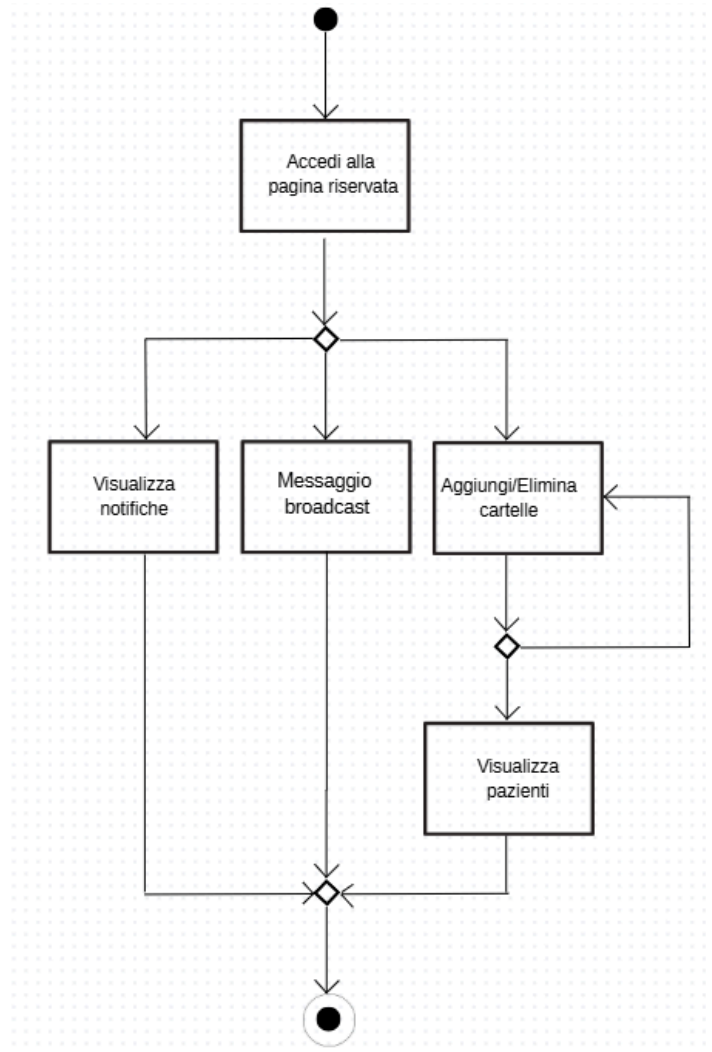 Accedi alla
pagina riservata
Visualizza
notifiche
Messaggio
broadcast
Aggiungi/Elimina
cartelle
Visualizza
pazienti